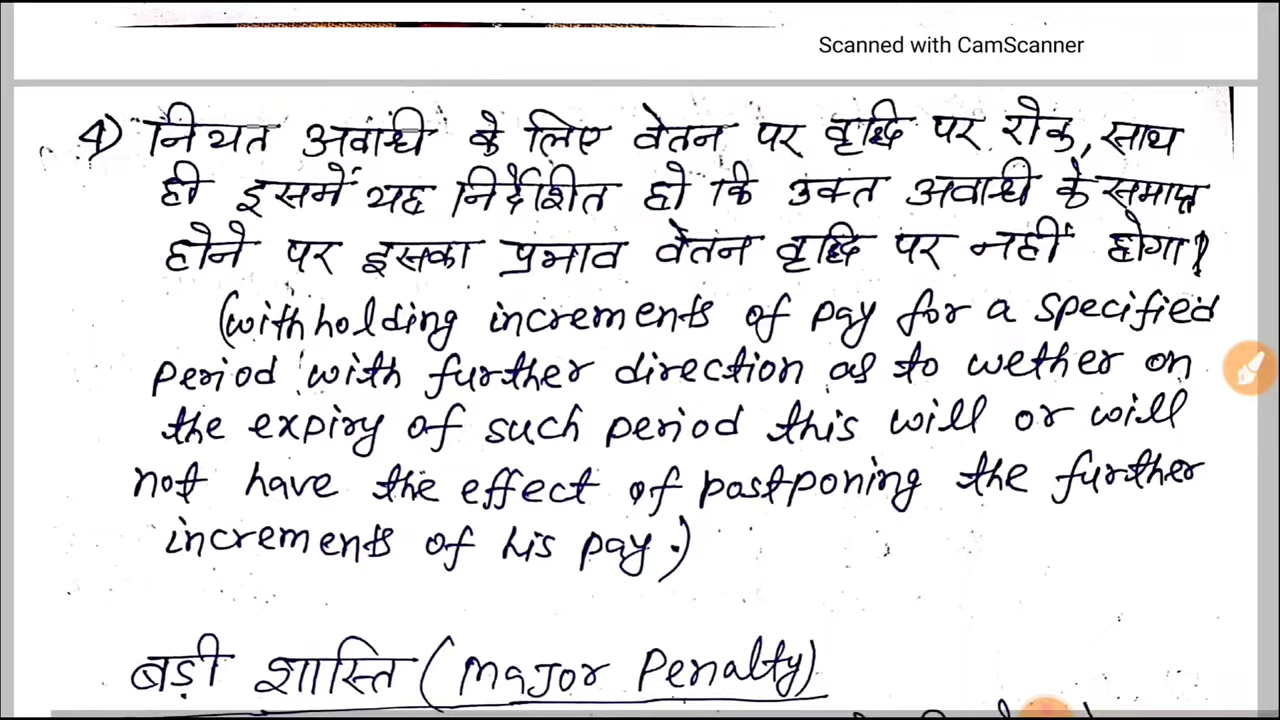 Scanned with CamScanner
4) नियत अवधि के लिए वेतन पर वृद्धि पर रोक, साथ
ही इसमें यह निर्देशित हो कि उक्त अवधि के समाप्त
होने पर इसका प्रभाव वेतन वृद्धि पर नहीं होगा।
(withholding increments of pay for a specified
period with further direction as to wether on
the expiry of such period this will or will
not have the effect of postponing the further
increments of his pay.)
बड़ी शास्ति (Major Penalty)